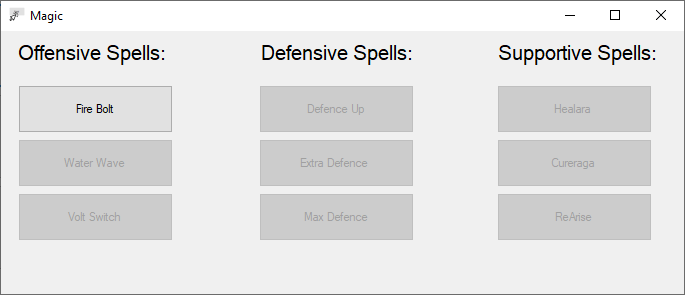 Magic
Offensive Spells:
Defensive Spells:
Supportive Spells:
Fire Bolt
Defence Up
Healara
Water Wave
Extra Defence
Cureraga
Volt Switch
Max Defence
ReArise